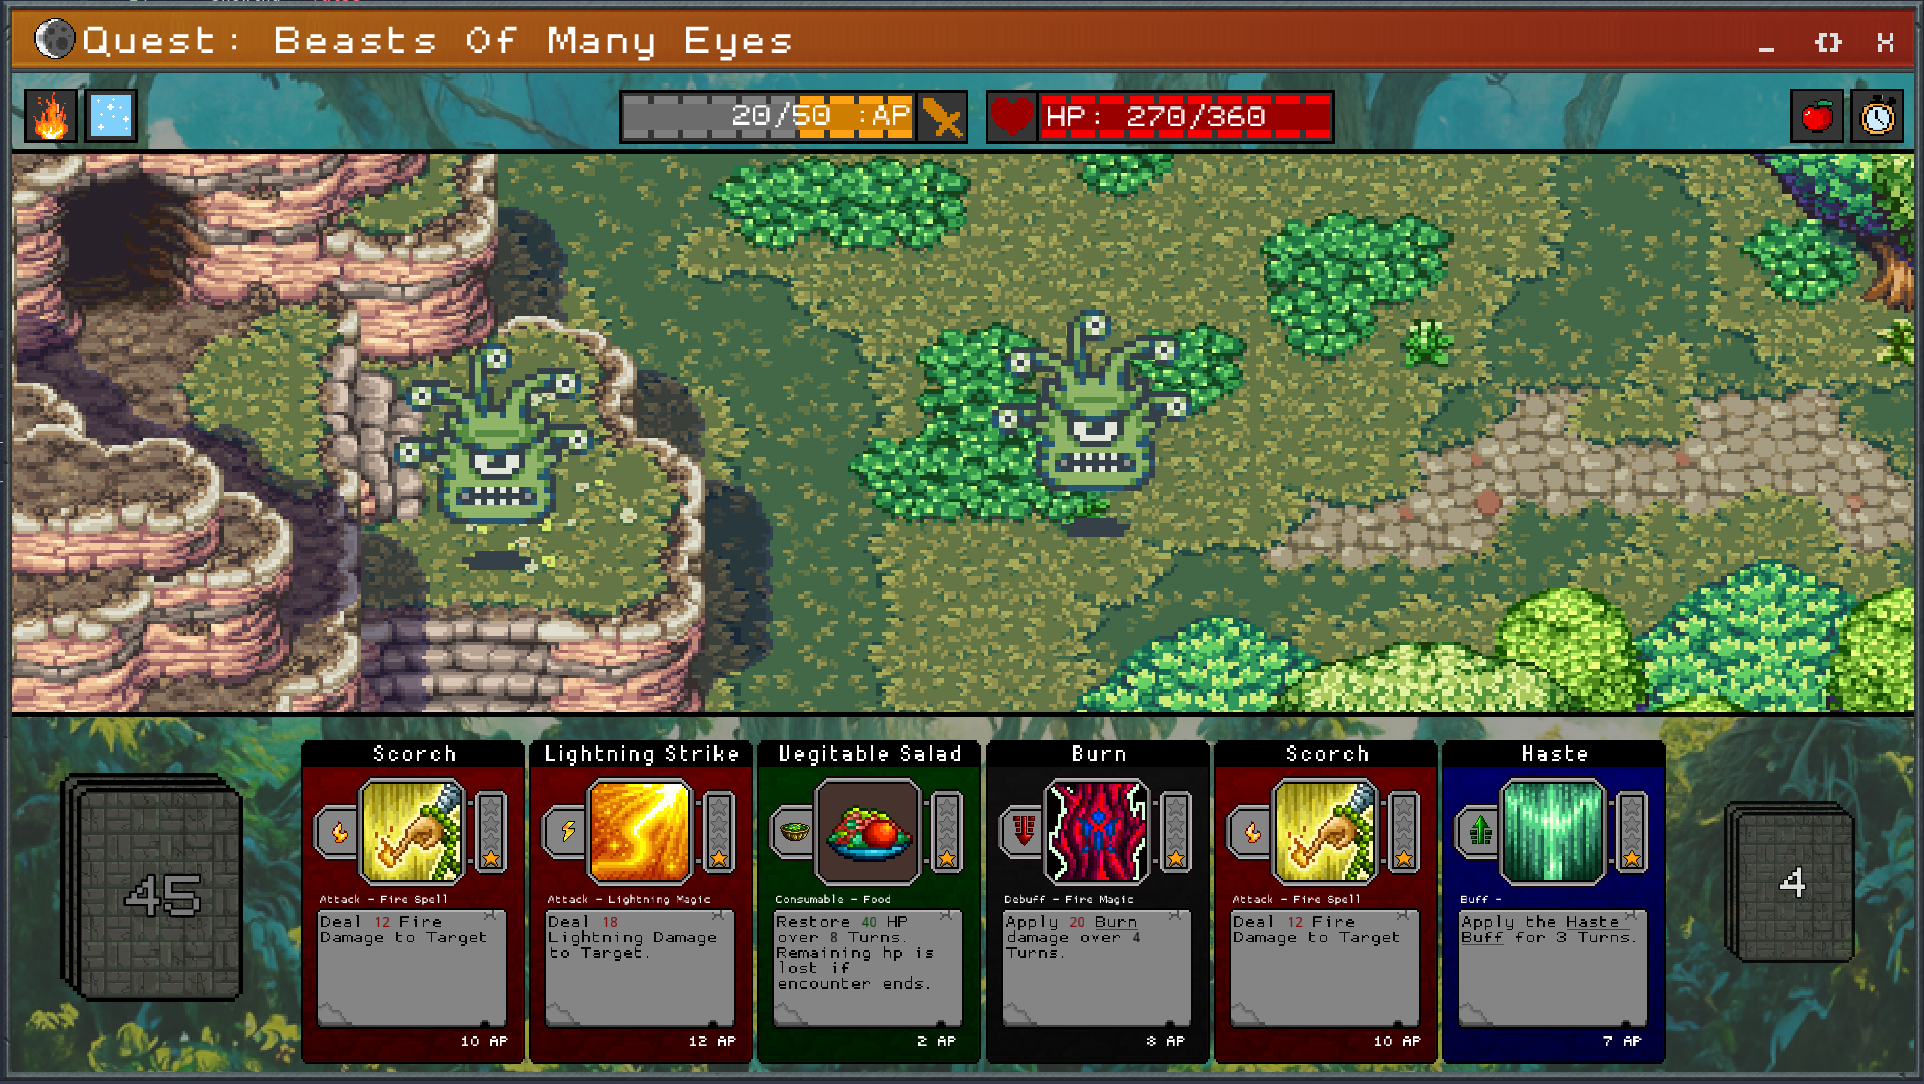 Quest: Beasts Of Many Eyes
20/50 :AP
HP: 270/360
Scorch
Attack - Fire Spell
Deal 12 Fire
Damage to Target
10 AP
Lightning Strike
Attack - Lightning Magic
Deal 18
Lightning Damage
to Target.
12 AP
Vegitable Salad
Consumable - Food
Restore 40 HP
over 8 Turns.
Remaining hp is
lost if
encounter ends.
2 AP
Burn
Debuff - Fire Magic
Apply 20 Burn
damage over 4
Turns.
8 AP
Scorch
Attack - Fire Spell
Deal 12 Fire
Damage to Target
10 AP
Haste
Buff -
Apply the Haste
Buff for 3 Turns.
7 AP
45
4